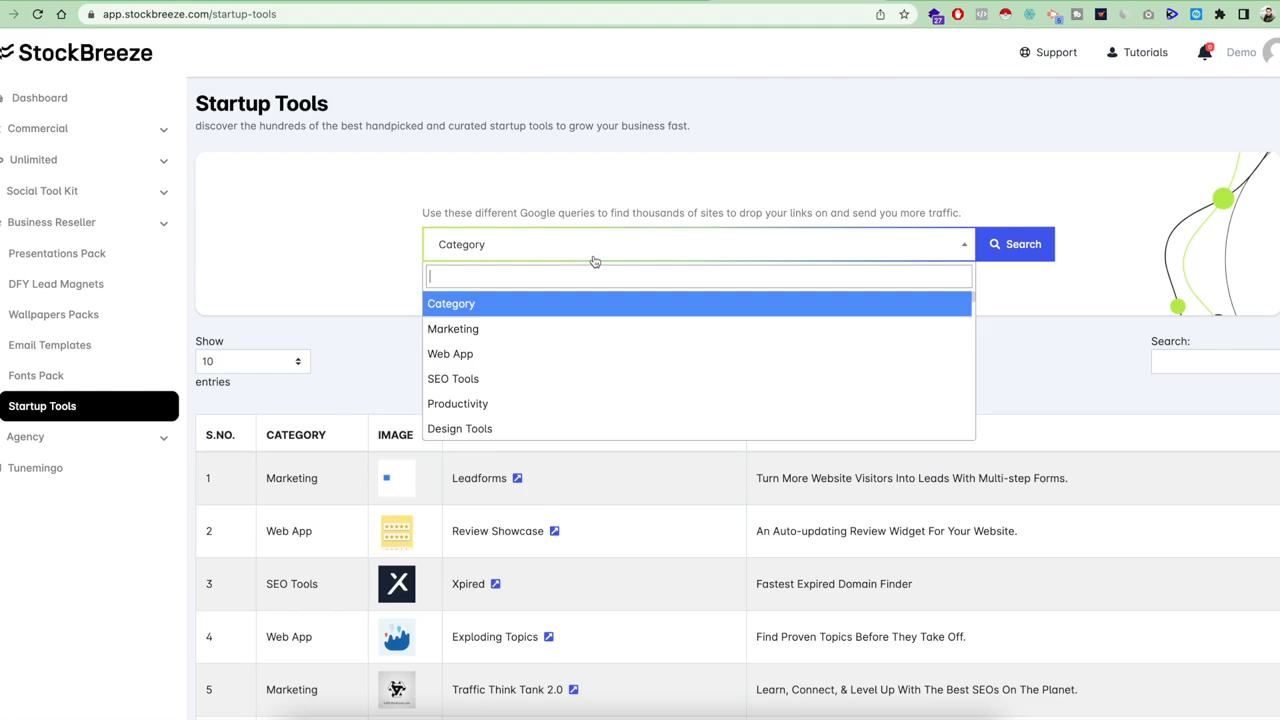 app.stockbreeze.com/startup-tools
27
5
StockBreeze
Support
Tutorials
0
Demo
Dashboard
Commercial
Unlimited
Social Tool Kit
Business Reseller
Presentations Pack
DFY Lead Magnets
Wallpapers Packs
Email Templates
Fonts Pack
Startup Tools
Agency
Tunemingo
Startup Tools
discover the hundreds of the best handpicked and curated startup tools to grow your business fast.
Use these different Google queries to find thousands of sites to drop your links on and send you more traffic.
Category
Search
Category
Marketing
Web App
SEO Tools
Productivity
Design Tools
Show
10
entries
Search:
S.NO. CATEGORY IMAGE
1 Marketing Leadforms Turn More Website Visitors Into Leads With Multi-step Forms.
2 Web App Review Showcase An Auto-updating Review Widget For Your Website.
3 SEO Tools Xpired Fastest Expired Domain Finder
4 Web App Exploding Topics Find Proven Topics Before They Take Off.
5 Marketing Traffic Think Tank 2.0 Learn, Connect, & Level Up With The Best SEOs On The Planet.